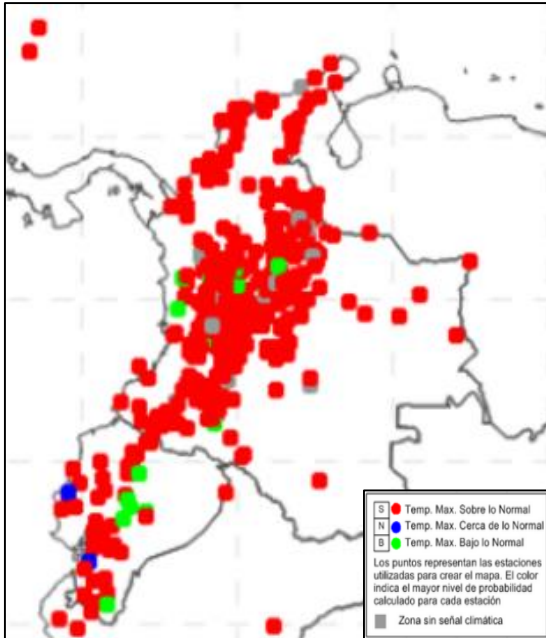 S Temp. Max. Sobre lo Normal
N Temp. Max. Cerca de lo Normal
B Temp. Max. Bajo lo Normal
Los puntos representan las estaciones
utilizadas para crear el mapa. El color
indica el mayor nivel de probabilidad
calculado para cada estación
Zona sin señal climática